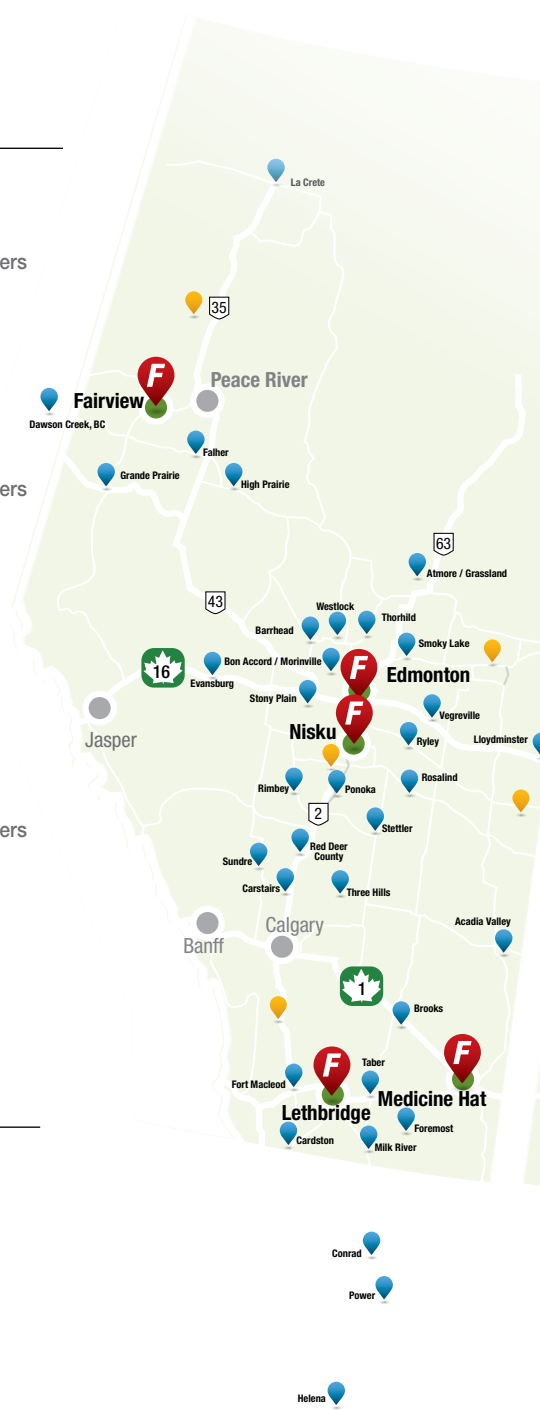 La Crete
ers
35
F
Peace River
Fairview
Dawson Creek, BC
Falher
Grande Prairie
High Prairie
ers
63
Atmore / Grassland
43
Westlock
Thorhild
Barrhead
Smoky Lake
16
Bon Accord / Morinville
F
Edmonton
Evansburg
Stony Plain
Vegreville
F
Nisku
Ryley
Lloydminster
Jasper
Rimbey
Ponoka
Rosalind
2
Stettler
ers
Red Deer
County
Sundre
Carstairs
Three Hills
Acadia Valley
Calgary
Banff
1
Brooks
F
F
Taber
Fort Macleod
Medicine Hat
Lethbridge
Foremost
Cardston
Milk River
Conrad
Power
Helena